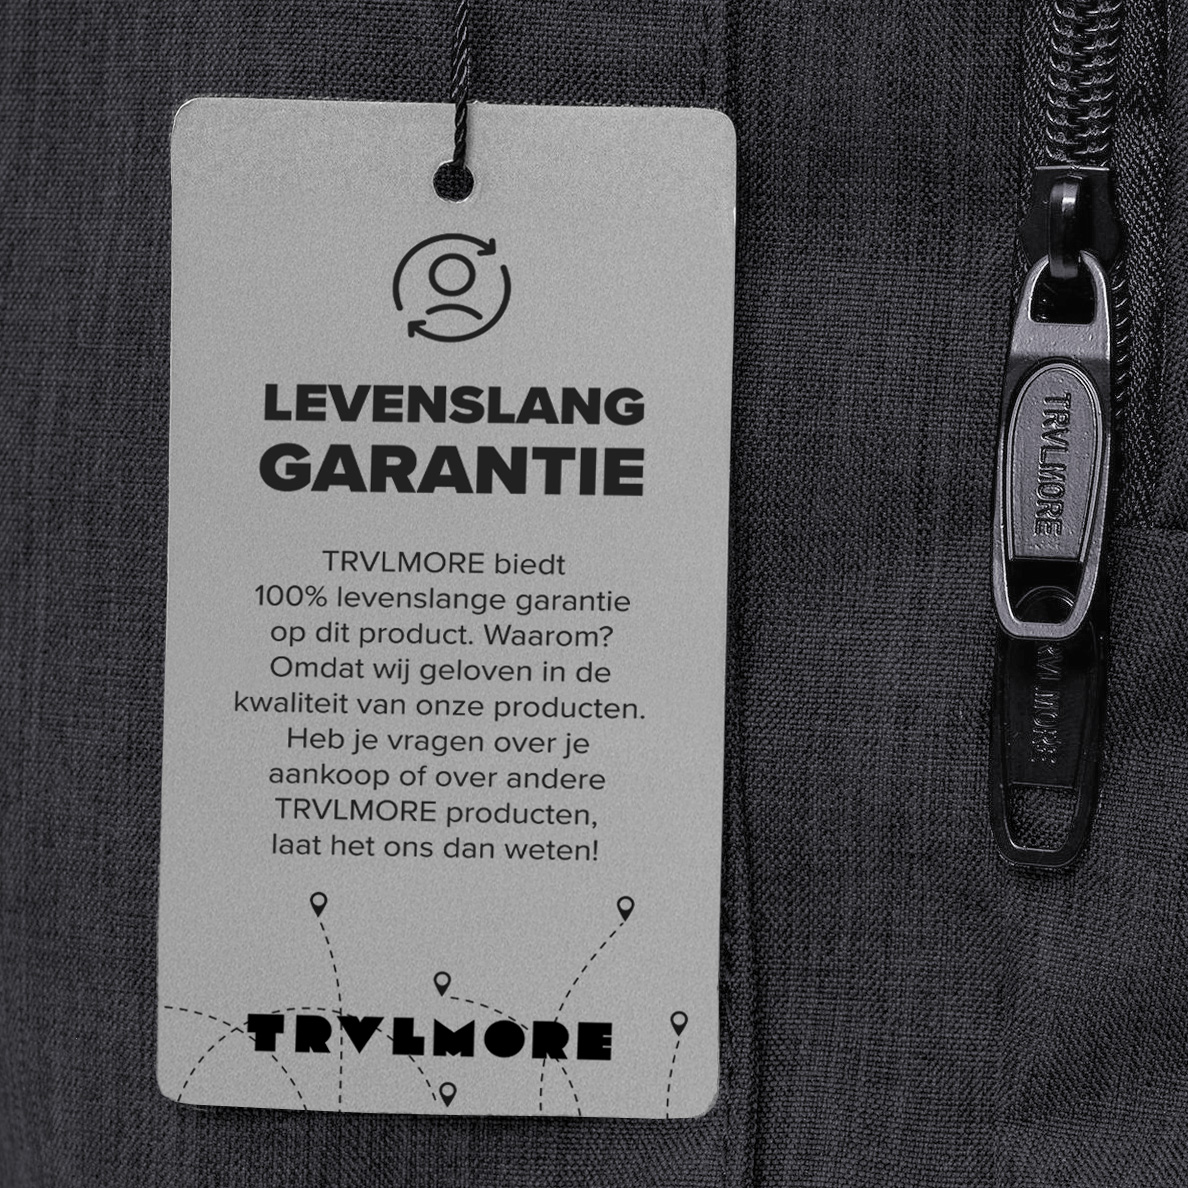 LEVENSLANG
GARANTIE
TRVLMORE biedt
100% levenslange garantie
op dit product. Waarom?
Omdat wij geloven in de
kwaliteit van onze producten.
Heb je vragen over je
aankoop of over andere
TRVLMORE producten,
laat het ons dan weten!
TRVLMORE
TRVLMORE
TRVLMORE